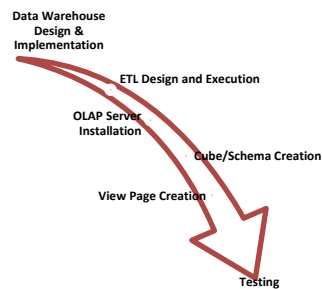 Data Warehouse
Design &
Implementation
ETL Design and Execution
OLAP Server
Installation
Cube/Schema Creation
View Page Creation
Testing